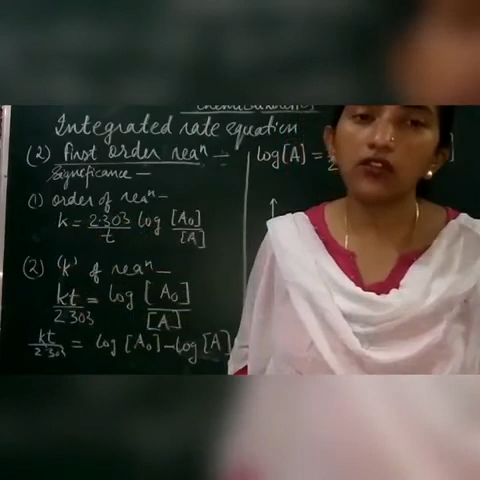 Integrated rate equation
(2) First order reaⁿ :-
Significance —
(1) order of reaⁿ —
k = 2.303/t log [A₀]/[A]
(2) 'k' of reaⁿ —
kt/2.303 = log [A₀]/[A]
kt/2.303 = log [A₀] – log [A]
log [A] =